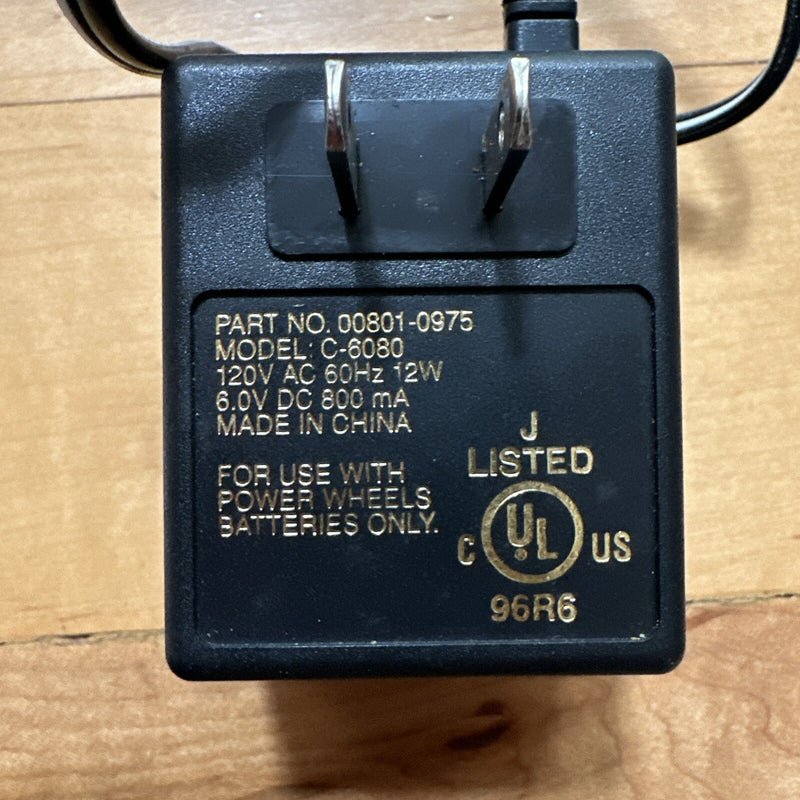 PART NO. 00801-0975
MODEL: C-6080
120V AC 60Hz 12W
6.0V DC 800 mA
MADE IN CHINA
FOR USE WITH
POWER WHEELS
BATTERIES ONLY.
J
LISTED
C UL US
96R6